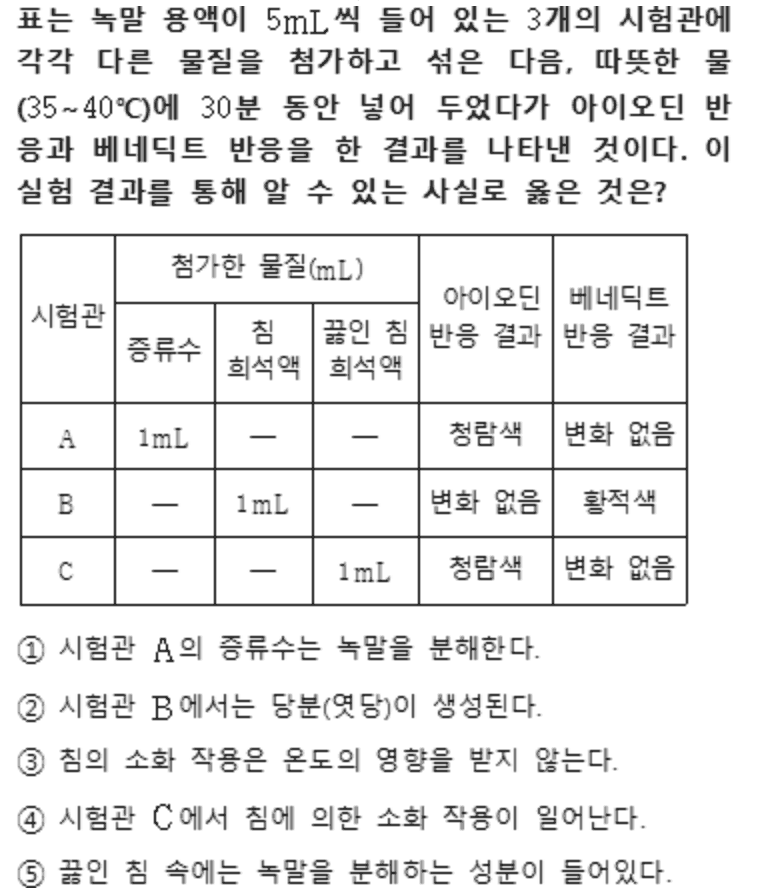 표는 녹말 용액이 5mL씩 들어 있는 3개의 시험관에
각각 다른 물질을 첨가하고 섞은 다음, 따뜻한 물
(35~40℃)에 30분 동안 넣어 두었다가 아이오딘 반
응과 베네딕트 반응을 한 결과를 나타낸 것이다. 이
실험 결과를 통해 알 수 있는 사실로 옳은 것은?
시험관 첨가한 물질(mL) 아이오딘 반응 결과 베네딕트 반응 결과
증류수 침 희석액 끓인 침 희석액
A 1mL — — 청람색 변화 없음
B — 1mL — 변화 없음 황적색
C — — 1mL 청람색 변화 없음
① 시험관 A의 증류수는 녹말을 분해한다.
② 시험관 B에서는 당분(엿당)이 생성된다.
③ 침의 소화 작용은 온도의 영향을 받지 않는다.
④ 시험관 C에서 침에 의한 소화 작용이 일어난다.
⑤ 끓인 침 속에는 녹말을 분해하는 성분이 들어있다.